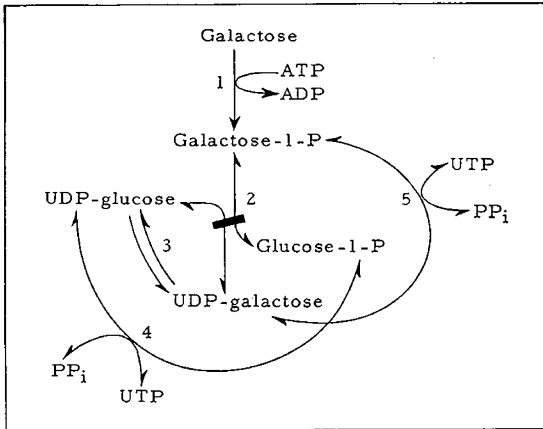 Galactose
1
ATP
ADP
Galactose-1-P
UTP
UDP-glucose
2
5
PPi
3
Glucose-1-P
UDP-galactose
4
PPi
UTP